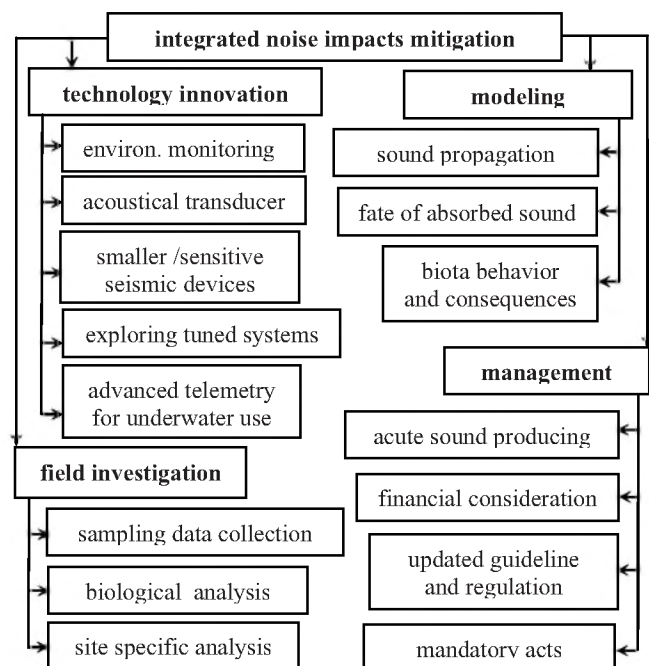 integrated noise impacts mitigation
technology innovation
environ. monitoring
acoustical transducer
smaller /sensitive
seismic devices
exploring tuned systems
advanced telemetry
for underwater use
field investigation
sampling data collection
biological analysis
site specific analysis
modeling
sound propagation
fate of absorbed sound
biota behavior
and consequences
management
acute sound producing
financial consideration
updated guideline
and regulation
mandatory acts